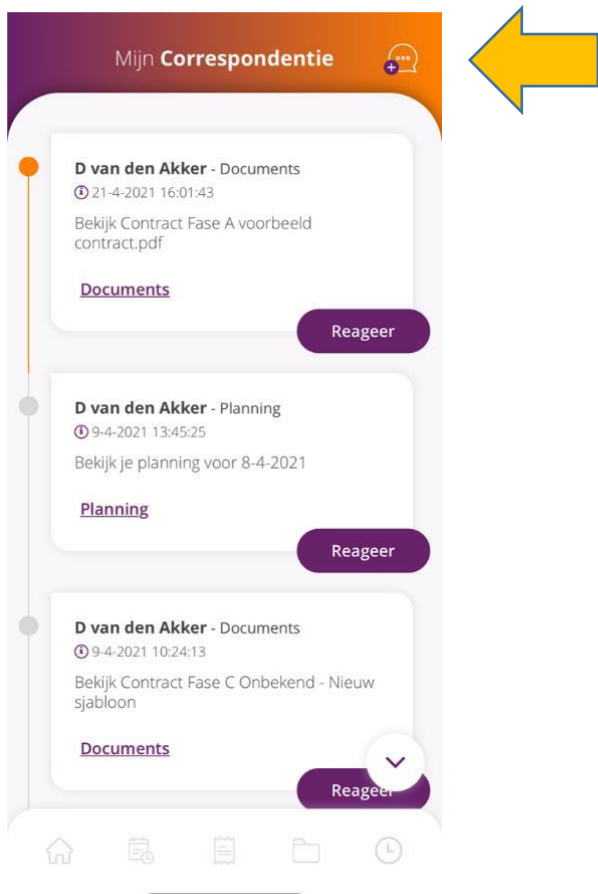 Mijn Correspondentie
D van den Akker - Documents
21-4-2021 16:01:43
Bekijk Contract Fase A voorbeeld
contract.pdf
Documents
Reageer
D van den Akker - Planning
9-4-2021 13:45:25
Bekijk je planning voor 8-4-2021
Planning
Reageer
D van den Akker - Documents
9-4-2021 10:24:13
Bekijk Contract Fase C Onbekend - Nieuw
sjabloon
Documents
Reageer